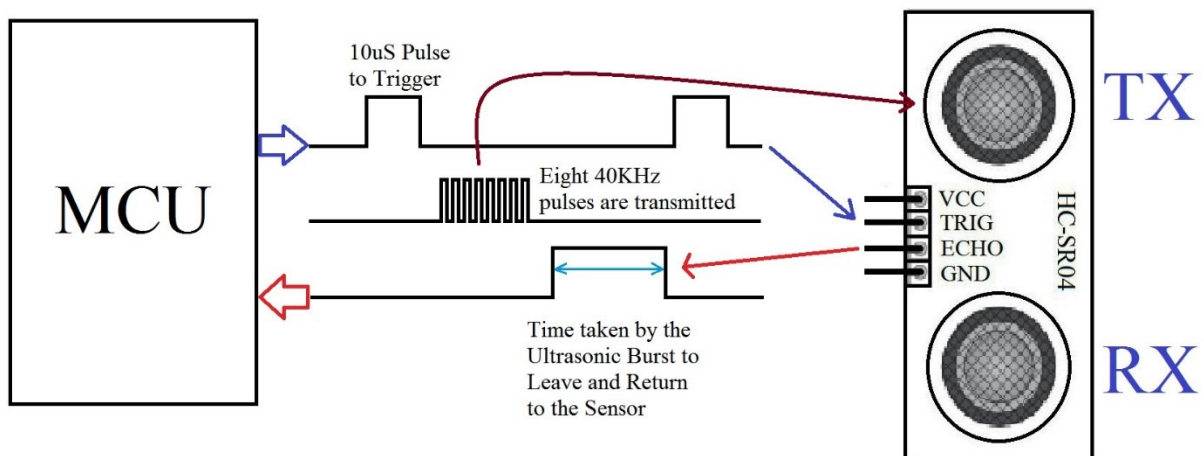 MCU
10uS Pulse
to Trigger
Eight 40KHz
pulses are transmitted
Time taken by the
Ultrasonic Burst to
Leave and Return
to the Sensor
TX
VCC
TRIG
ECHO
GND
HC-SR04
RX